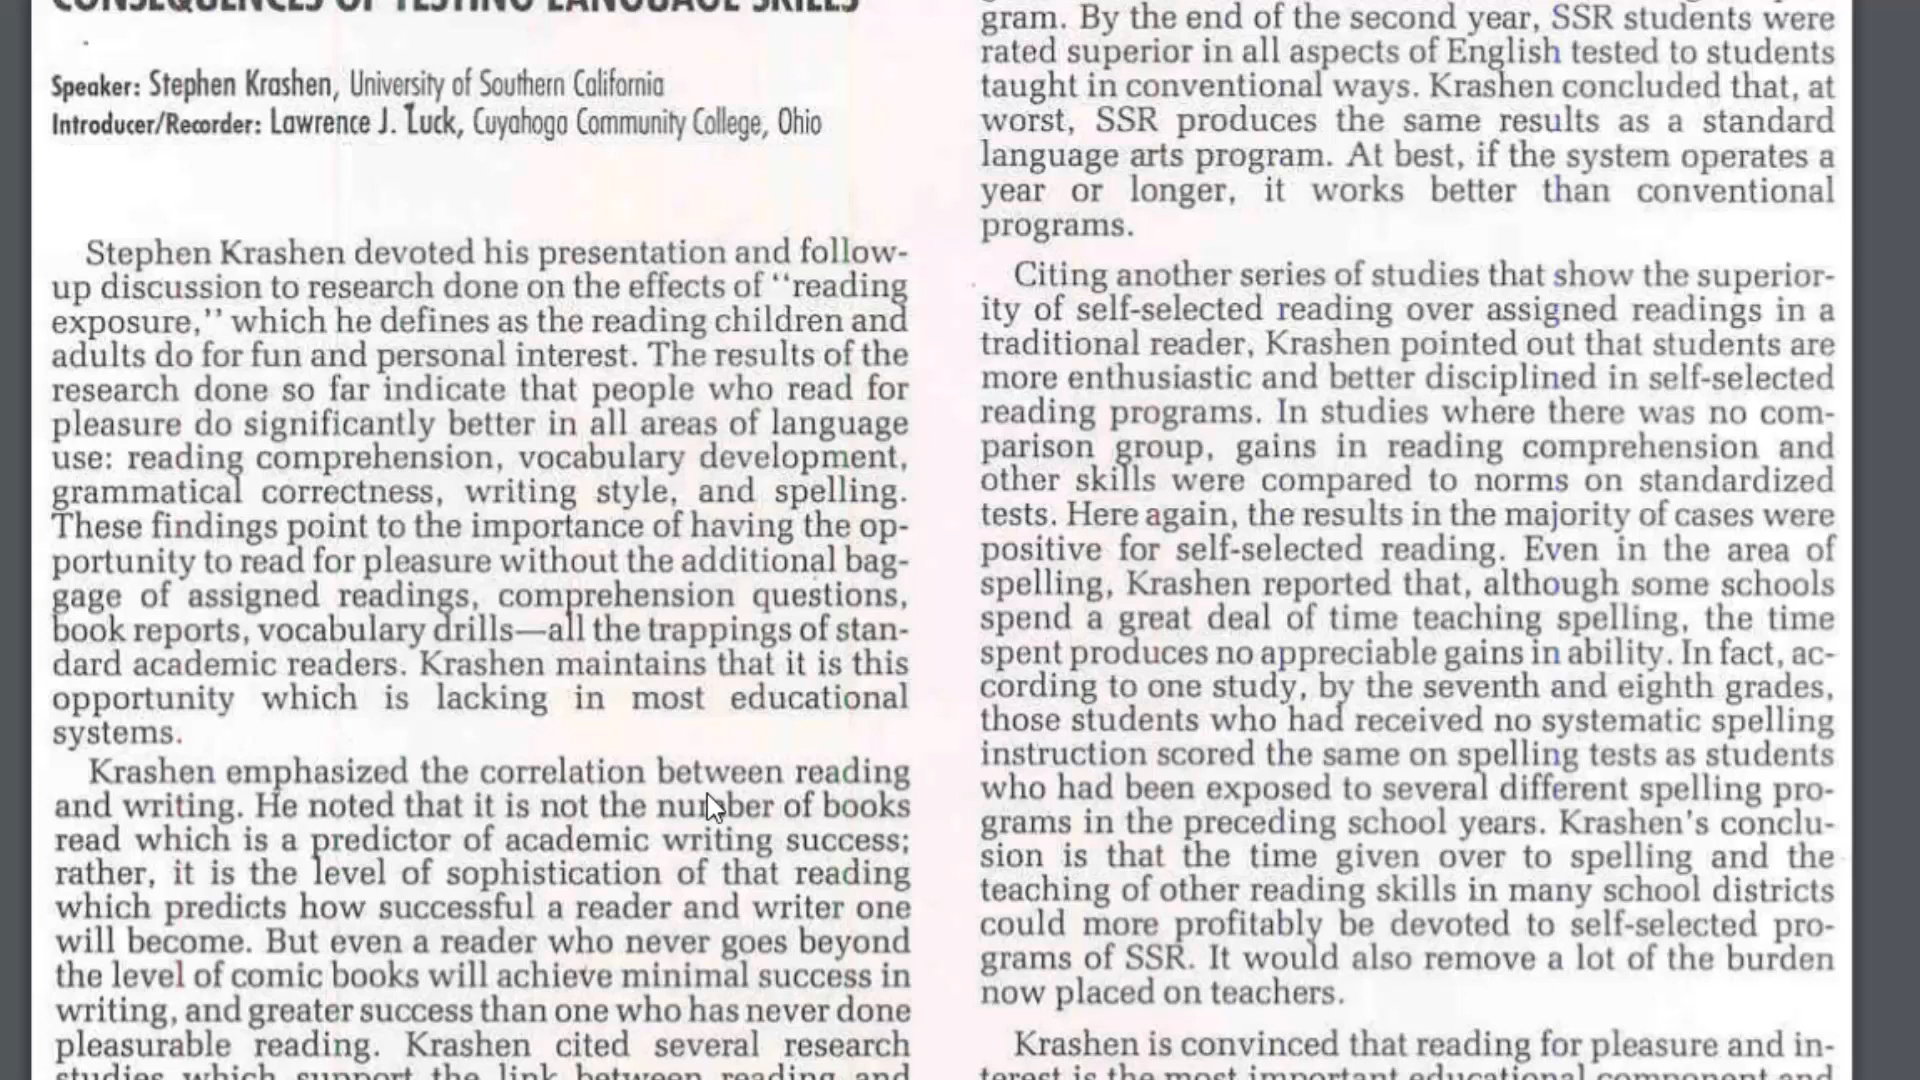 CONSEQUENCES OF TESTING LANGUAGE SKILLS
Speaker: Stephen Krashen, University of Southern California
Introducer/Recorder: Lawrence J. Luck, Cuyahoga Community College, Ohio
Stephen Krashen devoted his presentation and follow-
up discussion to research done on the effects of “reading
exposure,” which he defines as the reading children and
adults do for fun and personal interest. The results of the
research done so far indicate that people who read for
pleasure do significantly better in all areas of language
use: reading comprehension, vocabulary development,
grammatical correctness, writing style, and spelling.
These findings point to the importance of having the op-
portunity to read for pleasure without the additional bag-
gage of assigned readings, comprehension questions,
book reports, vocabulary drills—all the trappings of stan-
dard academic readers. Krashen maintains that it is this
opportunity which is lacking in most educational
systems.
Krashen emphasized the correlation between reading
and writing. He noted that it is not the number of books
read which is a predictor of academic writing success;
rather, it is the level of sophistication of that reading
which predicts how successful a reader and writer one
will become. But even a reader who never goes beyond
the level of comic books will achieve minimal success in
writing, and greater success than one who has never done
pleasurable reading. Krashen cited several research
studies which support the link between reading and
gram. By the end of the second year, SSR students were
rated superior in all aspects of English tested to students
taught in conventional ways. Krashen concluded that, at
worst, SSR produces the same results as a standard
language arts program. At best, if the system operates a
year or longer, it works better than conventional
programs.
Citing another series of studies that show the superior-
ity of self-selected reading over assigned readings in a
traditional reader, Krashen pointed out that students are
more enthusiastic and better disciplined in self-selected
reading programs. In studies where there was no com-
parison group, gains in reading comprehension and
other skills were compared to norms on standardized
tests. Here again, the results in the majority of cases were
positive for self-selected reading. Even in the area of
spelling, Krashen reported that, although some schools
spend a great deal of time teaching spelling, the time
spent produces no appreciable gains in ability. In fact, ac-
cording to one study, by the seventh and eighth grades,
those students who had received no systematic spelling
instruction scored the same on spelling tests as students
who had been exposed to several different spelling pro-
grams in the preceding school years. Krashen's conclu-
sion is that the time given over to spelling and the
teaching of other reading skills in many school districts
could more profitably be devoted to self-selected pro-
grams of SSR. It would also remove a lot of the burden
now placed on teachers.
Krashen is convinced that reading for pleasure and in-
terest is the most important educational component and